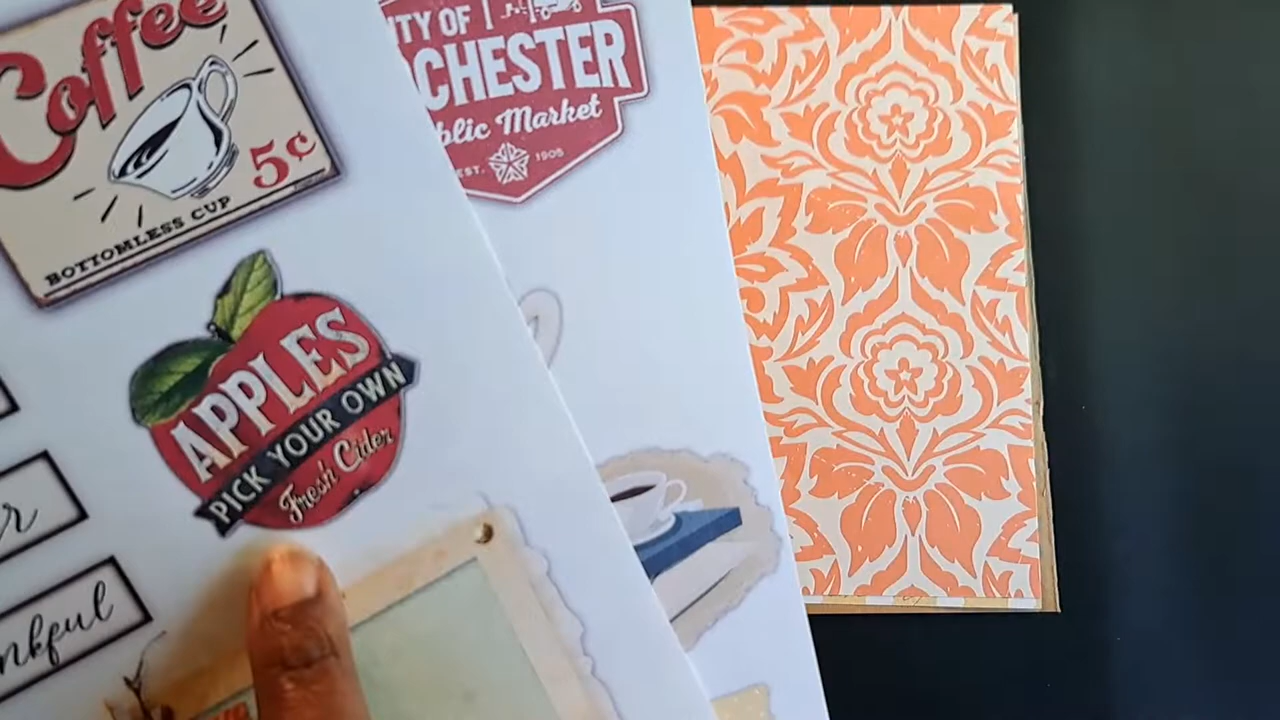 Coffee
5¢
BOTTOMLESS CUP
ITY OF
CHESTER
blic Market
EST. 1905
APPLES
PICK YOUR OWN
Fresh Cider
r
nkful